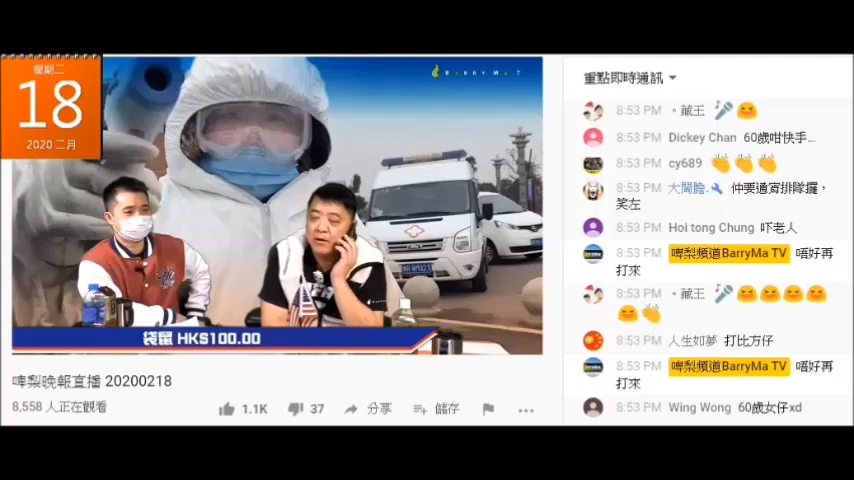 星期二
18
2020 二月
BARRYMAT
袋鼠 HK$100.00
啤梨晚報直播 20200218
8,558 人正在觀看
1.1K
37
分享
儲存
重點即時通訊
8:53 PM 。藏王
8:53 PM Dickey Chan 60歲咁快手...
8:53 PM cy689
8:53 PM 大閘膽. 仲要通宵排隊攞，
笑左
8:53 PM Hoi tong Chung 吓老人
8:53 PM 啤梨頻道BarryMa TV 唔好再
打來
8:53 PM 。藏王
8:53 PM 人生如夢 打比方仔
8:53 PM 啤梨頻道BarryMa TV 唔好再
打來
8:53 PM Wing Wong 60歲女仔xd